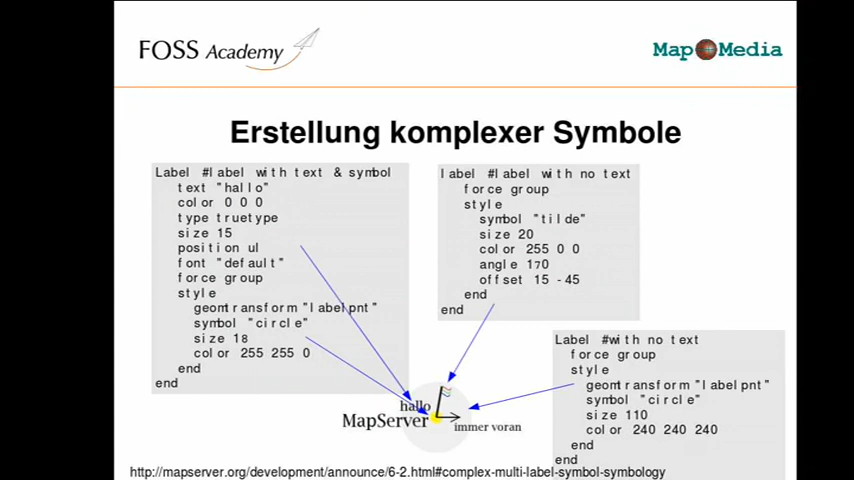 FOSS Academy
Map Media
Erstellung komplexer Symbole
Label #label with text & symbol
text "hallo"
color 0 0 0
type truetype
size 15
position ul
font "default"
force group
style
geomtransform "labelpnt"
symbol "circle"
size 18
color 255 255 0
end
end
label #label with no text
force group
style
symbol "tilde"
size 20
color 255 0 0
angle 170
offset 15 -45
end
end
Label #with no text
force group
style
geomtransform "labelpnt"
symbol "circle"
size 110
color 240 240 240
end
end
hallo
MapServer
immer voran
http://mapserver.org/development/announce/6-2.html#complex-multi-label-symbol-symbology